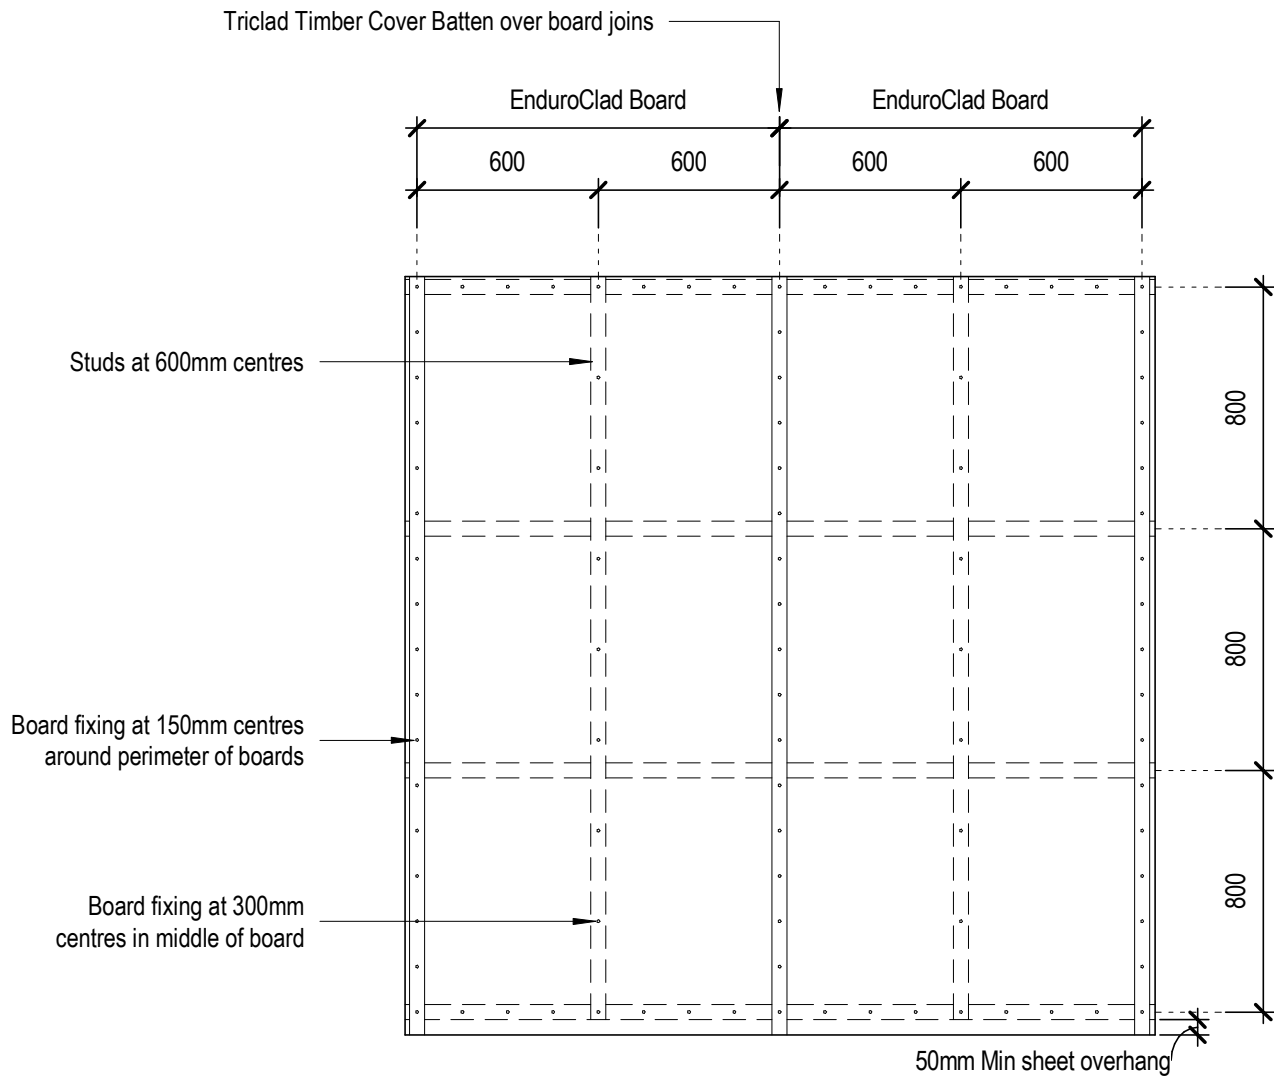 Triclad Timber Cover Batten over board joins
EnduroClad Board
EnduroClad Board
600
600
600
600
Studs at 600mm centres
800
800
Board fixing at 150mm centres
around perimeter of boards
800
Board fixing at 300mm
centres in middle of board
50mm Min sheet overhang